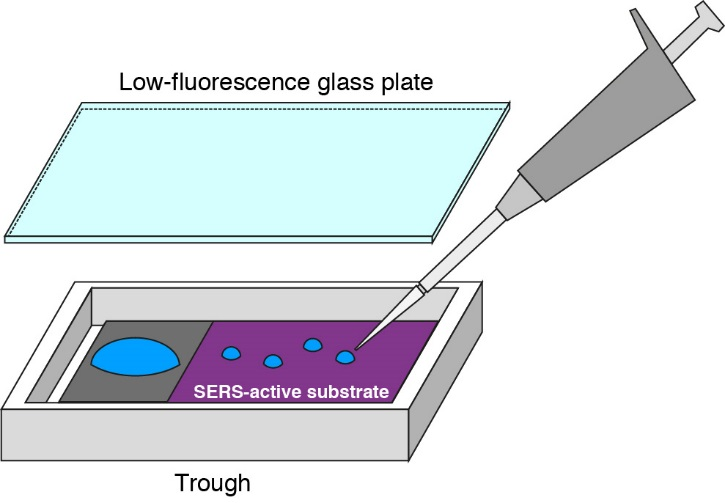 Low-fluorescence glass plate
SERS-active substrate
Trough